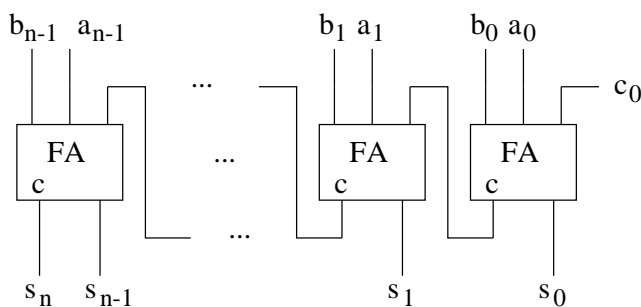 b_{n-1} a_{n-1} b_1 a_1 b_0 a_0
... c_0
FA ... FA FA
c c c
...
s_n s_{n-1} s_1 s_0